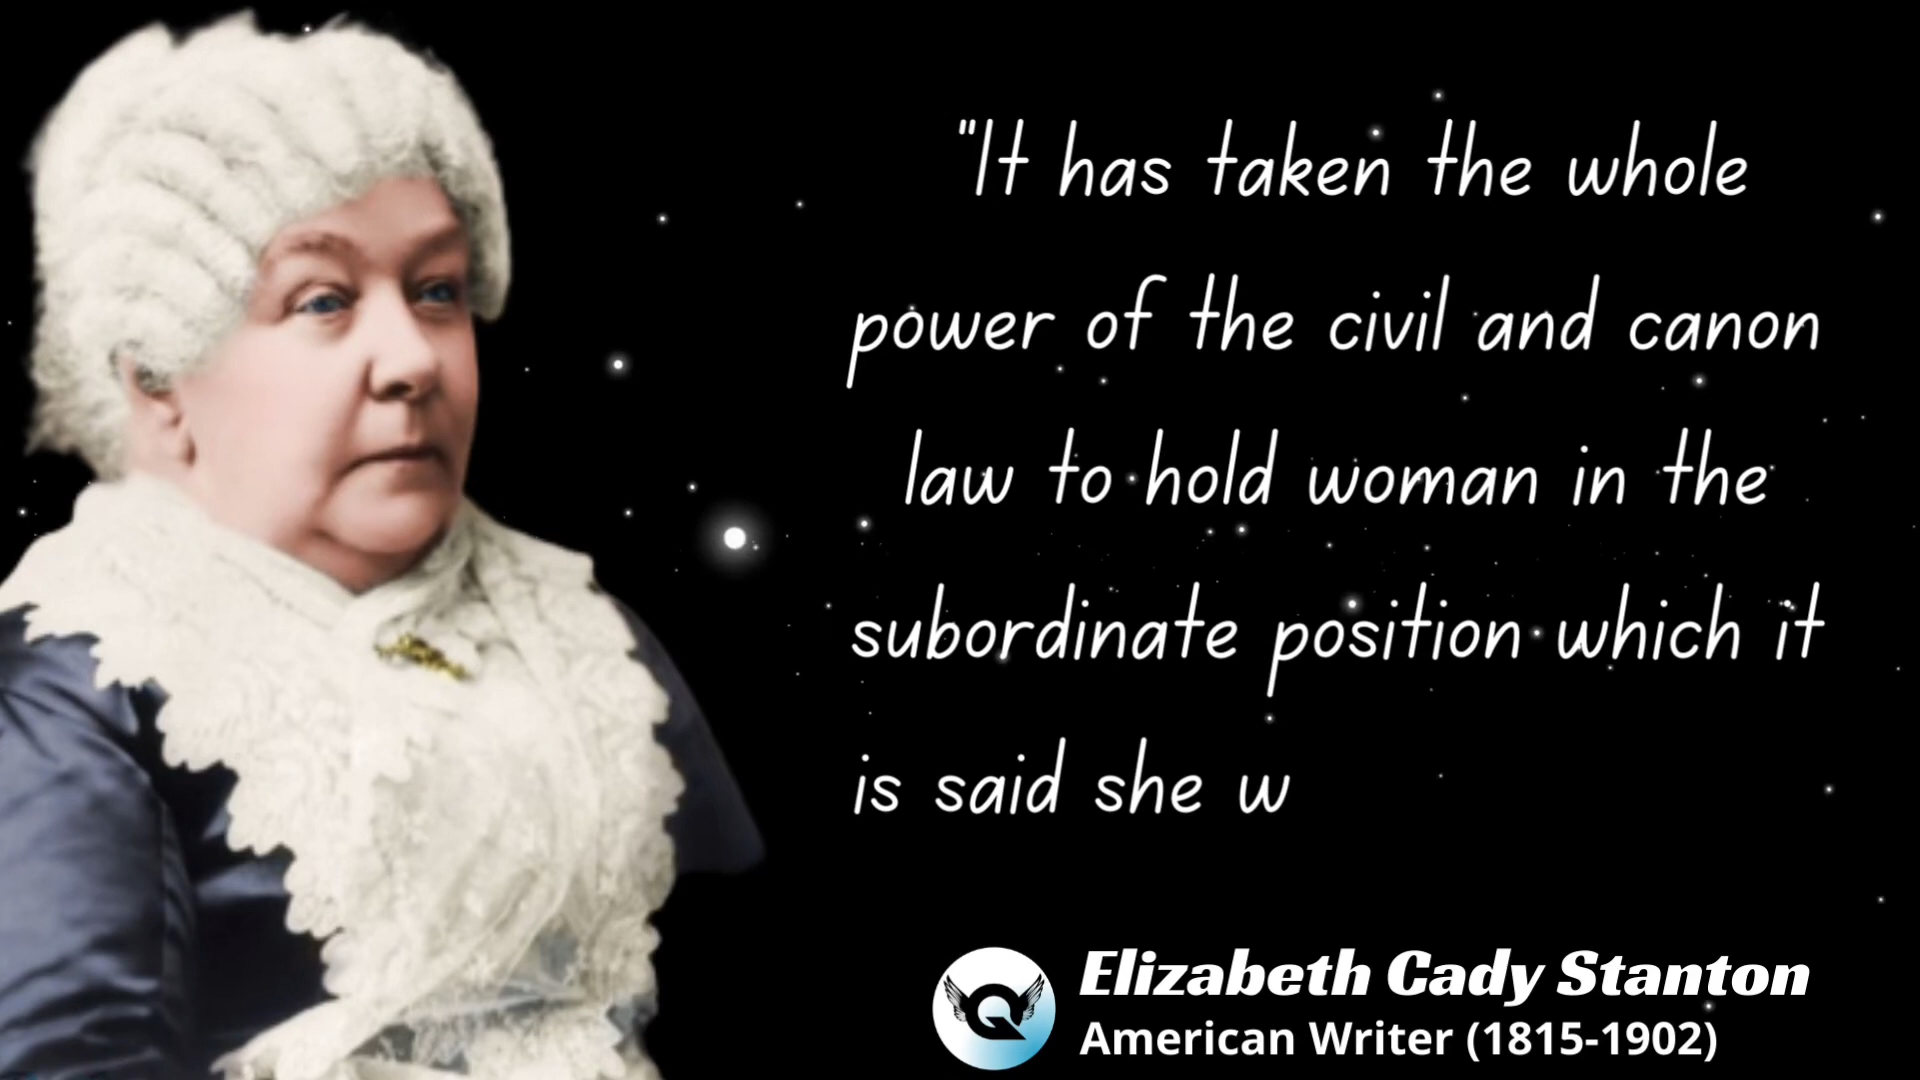 "It has taken the whole
power of the civil and canon
law to hold woman in the
subordinate position which it
is said she w
Elizabeth Cady Stanton
American Writer (1815-1902)